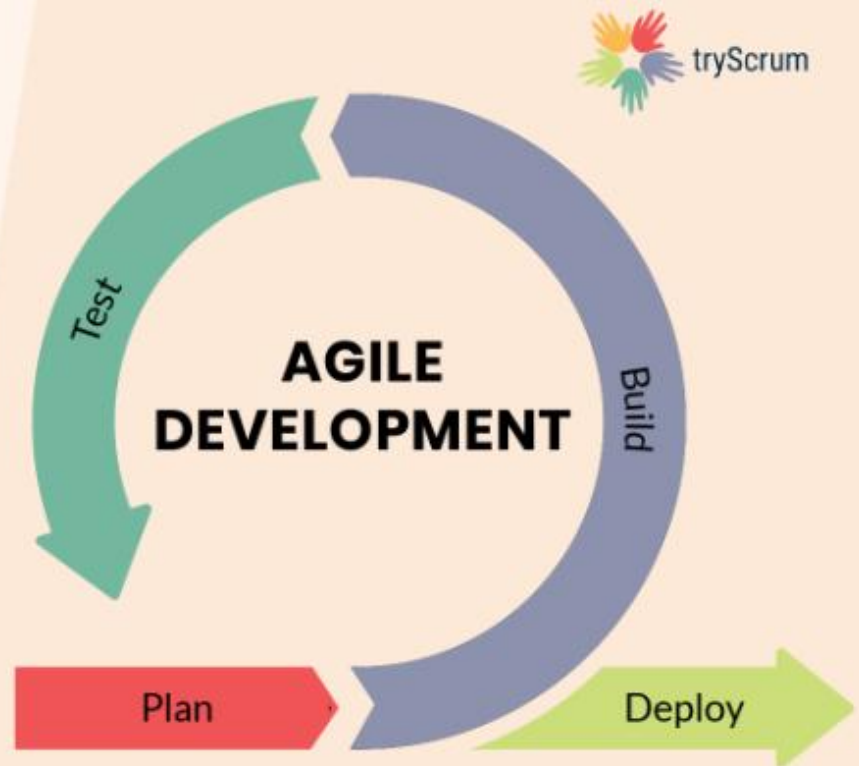 tryScrum
Test
AGILE
DEVELOPMENT
Build
Plan
Deploy